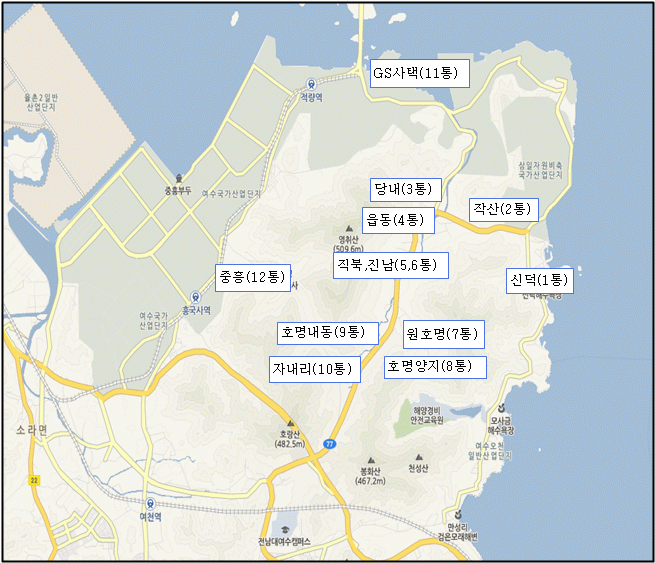 GS사택(11통)
적량역
율촌2일반
산업단지
중흥부두
여수국가산업단지
삼일자원비축
국가산업단지
당내(3통)
작산(2통)
읍동(4통)
영취산
(509.6m)
직북,진남(5,6통)
중흥(12통)
신덕(1통)
흥국사역
여수국가
산업단지
호명내동(9통)
원호명(7통)
자내리(10통)
호명양지(8통)
해양경비
안전교육원
모사금
해수욕장
소라면
호랑산
(482.5m)
77
여수오천
일반산업단지
봉화산
(467.2m)
천성산
22
여천역
만성리
검은모래해변
전남대여수캠퍼스